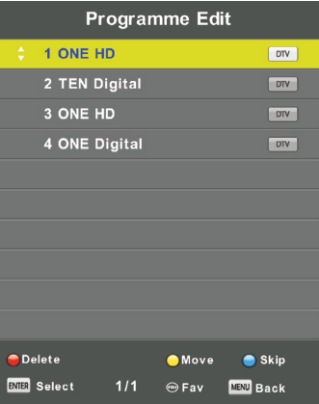 Programme Edit
1 ONE HD DTV
2 TEN Digital DTV
3 ONE HD DTV
4 ONE Digital DTV
Delete Move Skip
ENTER Select 1/1 Fav MENU Back